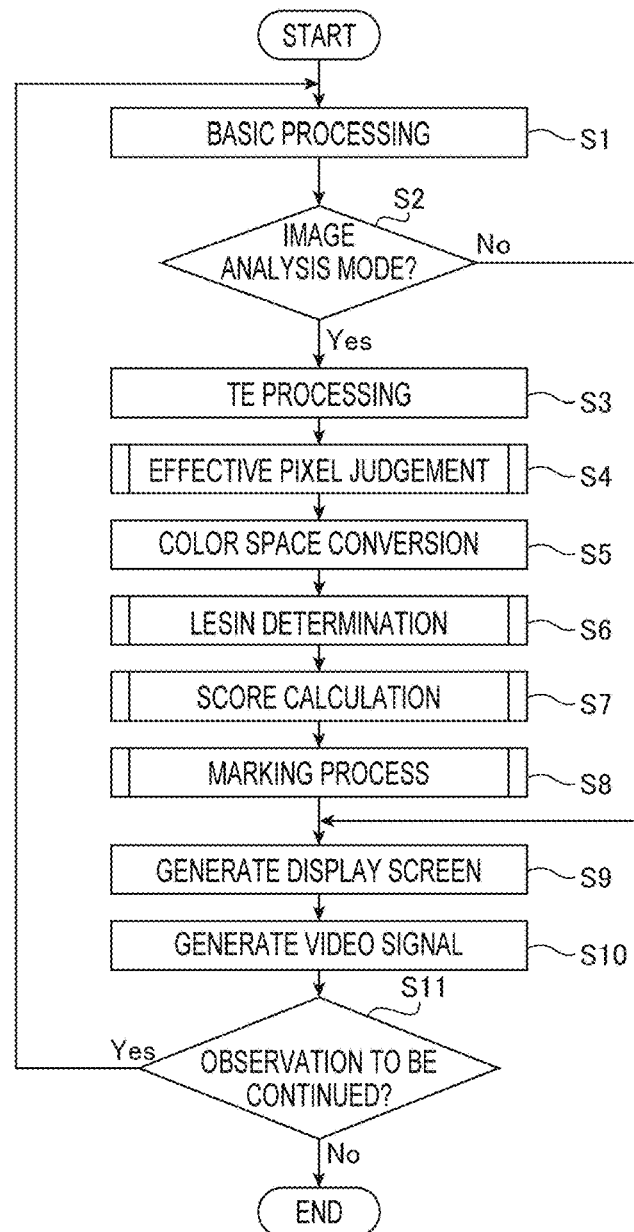 START
BASIC PROCESSING
S1
S2
IMAGE
ANALYSIS MODE?
No
Yes
TE PROCESSING
S3
EFFECTIVE PIXEL JUDGEMENT
S4
COLOR SPACE CONVERSION
S5
LESIN DETERMINATION
S6
SCORE CALCULATION
S7
MARKING PROCESS
S8
GENERATE DISPLAY SCREEN
S9
GENERATE VIDEO SIGNAL
S10
S11
Yes
OBSERVATION TO BE
CONTINUED?
No
END